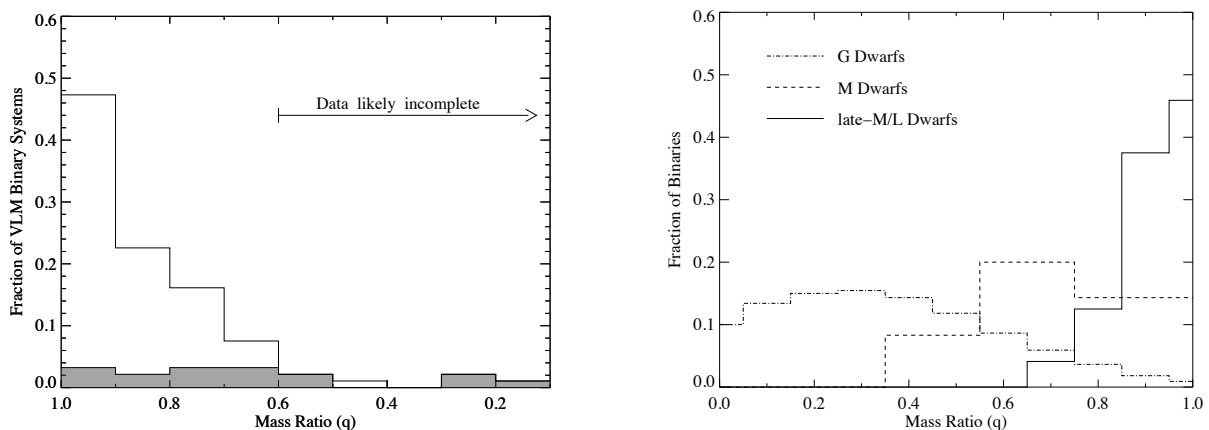 0.6
0.5
0.4
0.3
0.2
0.1
0.0
Fraction of VLM Binary Systems
Data likely incomplete
1.0 0.8 0.6 0.4 0.2
Mass Ratio (q)
0.6
0.5
0.4
0.3
0.2
0.1
0.0
Fraction of Binaries
G Dwarfs
M Dwarfs
late-M/L Dwarfs
0.0 0.2 0.4 0.6 0.8 1.0
Mass Ratio (q)